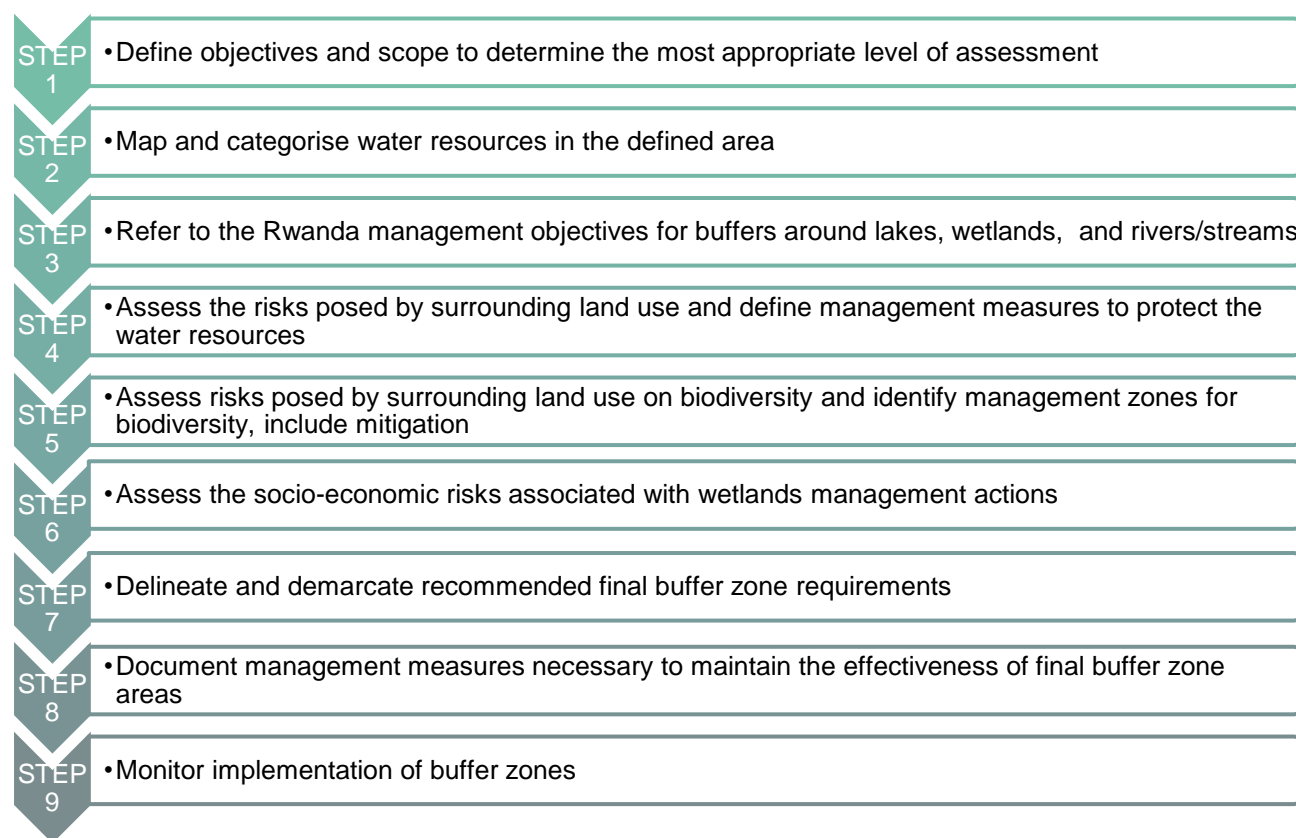 STEP
1
•Define objectives and scope to determine the most appropriate level of assessment
STEP
2
•Map and categorise water resources in the defined area
STEP
3
•Refer to the Rwanda management objectives for buffers around lakes, wetlands,  and rivers/streams
STEP
4
•Assess the risks posed by surrounding land use and define management measures to protect the
water resources
STEP
5
•Assess risks posed by surrounding land use on biodiversity and identify management zones for
biodiversity, include mitigation
STEP
6
•Assess the socio-economic risks associated with wetlands management actions
STEP
7
•Delineate and demarcate recommended final buffer zone requirements
STEP
8
•Document management measures necessary to maintain the effectiveness of final buffer zone
areas
STEP
9
•Monitor implementation of buffer zones